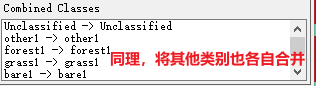 Combined Classes
Unclassified -> Unclassified
other1 -> other1
forest1 -> forest1
grass1 -> grass1
bare1 -> bare1
同理，将其他类别也各自合并